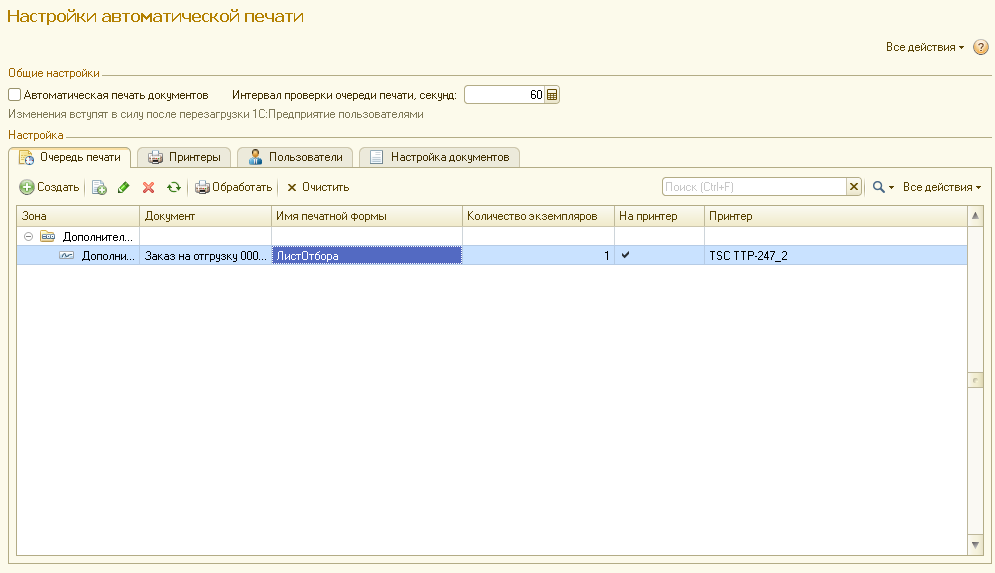 Настройки автоматической печати
Все действия
Общие настройки
Автоматическая печать документов Интервал проверки очереди печати, секунд: 60
Изменения вступят в силу после перезагрузки 1С:Предприятие пользователями
Настройка
Очередь печати Принтеры Пользователи Настройка документов
Создать Обработать Очистить Поиск (Ctrl+F) Все действия
Зона Документ Имя печатной формы Количество экземпляров На принтер Принтер
Дополнител...
Дополни... Заказ на отгрузку 000... ЛистОтбора 1 TSC TTP-247_2